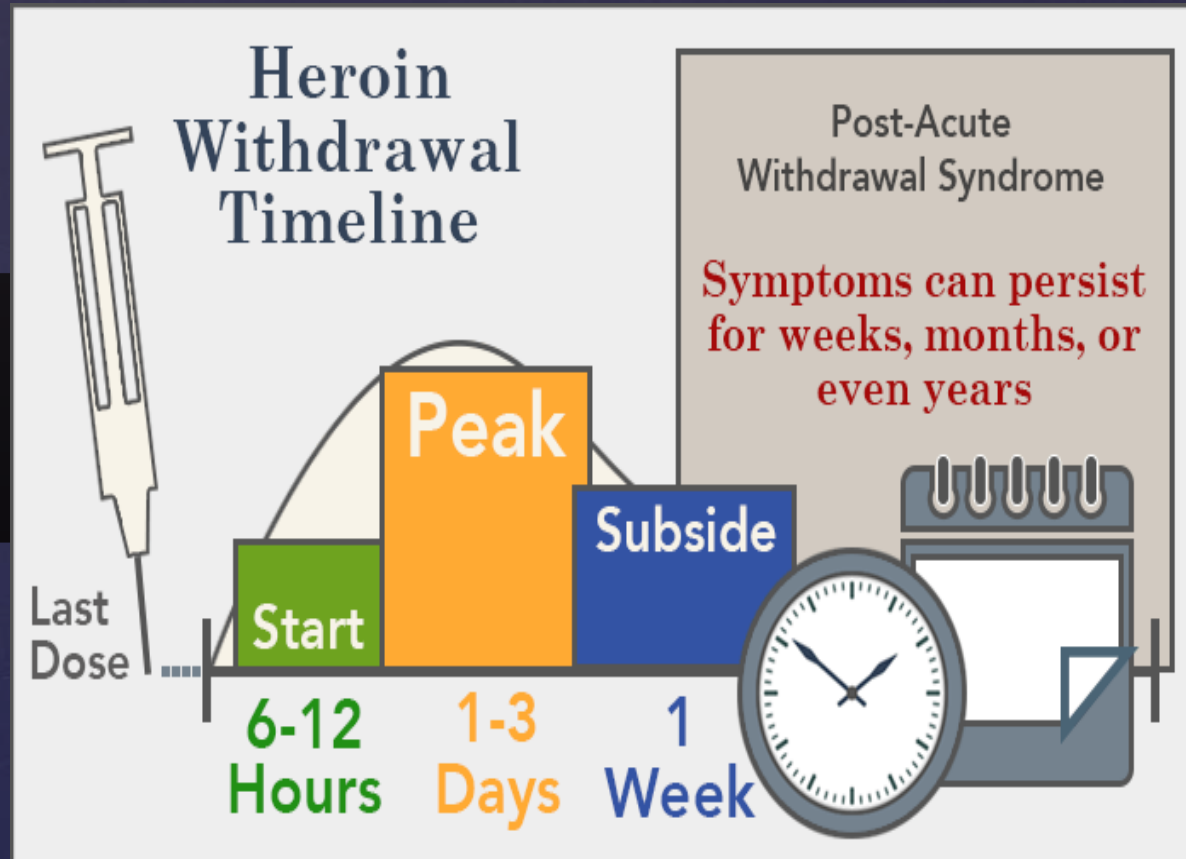 Heroin
Withdrawal
Timeline
Post-Acute
Withdrawal Syndrome
Symptoms can persist
for weeks, months, or
even years
Peak
Subside
Start
Last
Dose
6-12
Hours
1-3
Days
1
Week